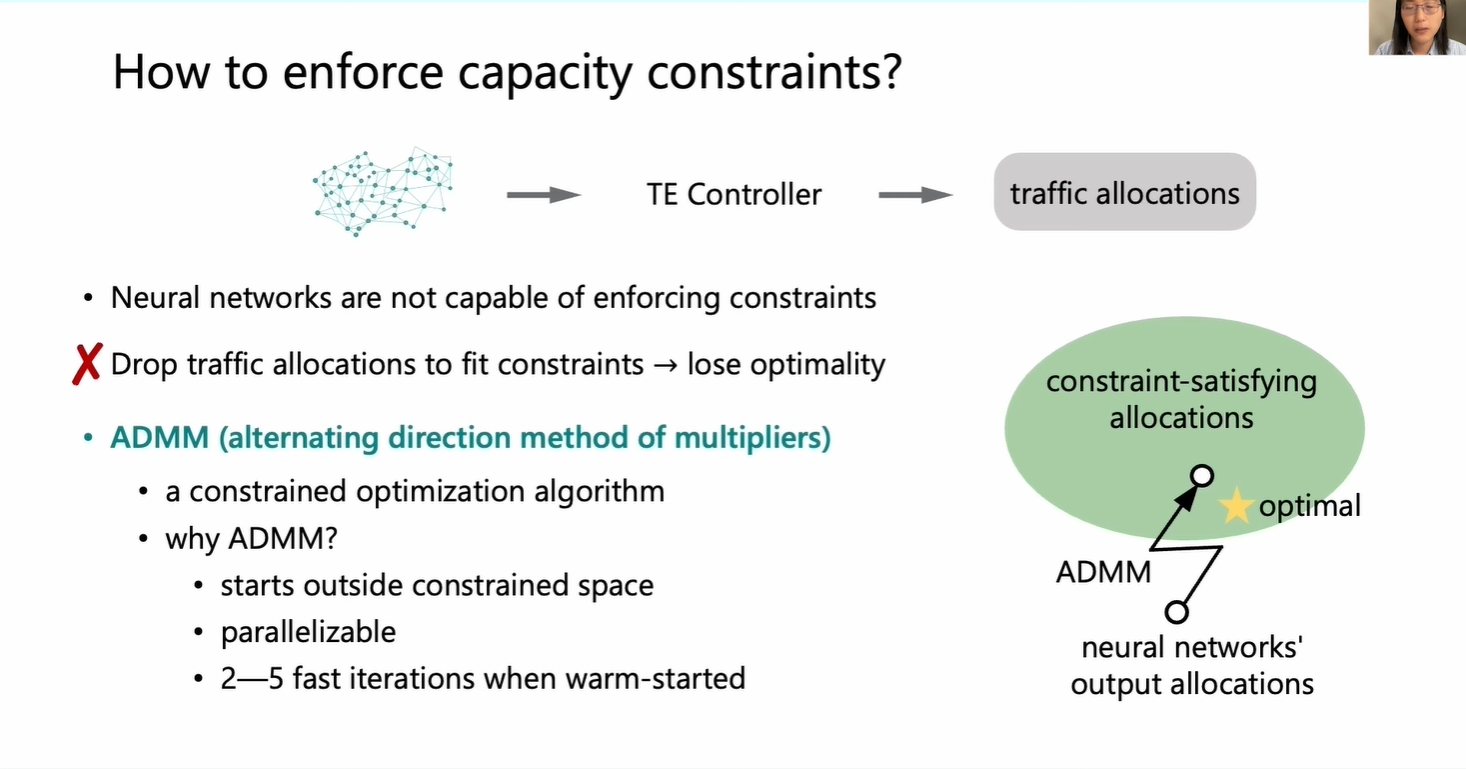 How to enforce capacity constraints?
TE Controller
traffic allocations
• Neural networks are not capable of enforcing constraints
✗ Drop traffic allocations to fit constraints → lose optimality
• ADMM (alternating direction method of multipliers)
• a constrained optimization algorithm
• why ADMM?
• starts outside constrained space
• parallelizable
• 2—5 fast iterations when warm-started
constraint-satisfying
allocations
optimal
ADMM
neural networks'
output allocations